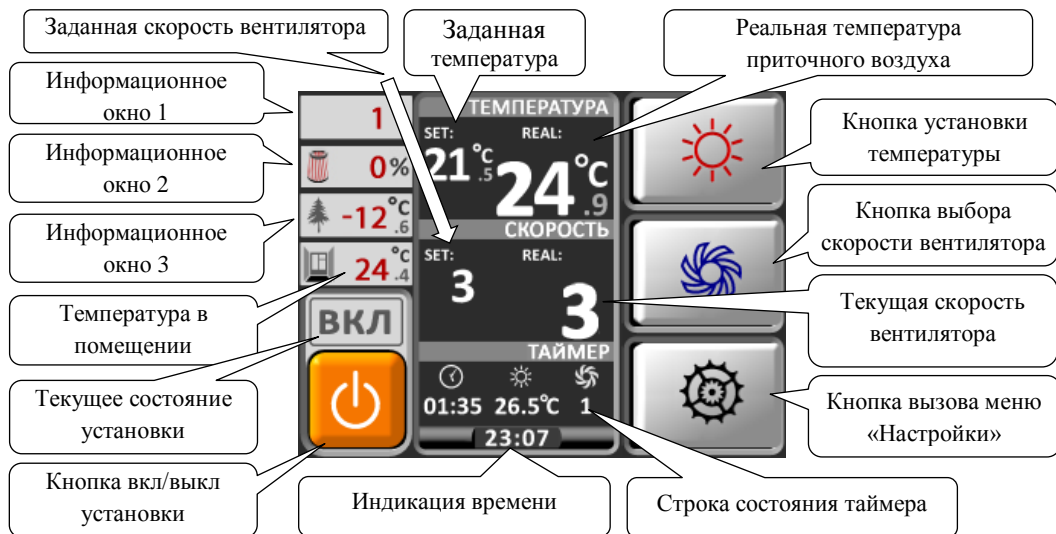 Заданная скорость вентилятора
Заданная
температура
Реальная температура
приточного воздуха
Информационное
окно 1
Информационное
окно 2
Информационное
окно 3
Температура в
помещении
Текущее состояние
установки
Кнопка вкл/выкл
установки
1
0%
-12°C
.6
24°C
.4
ВКЛ
ТЕМПЕРАТУРА
SET: REAL:
21°C
.5
24°C
.9
СКОРОСТЬ
SET: REAL:
3
3
ТАЙМЕР
01:35 26.5°C 1
23:07
Кнопка установки
температуры
Кнопка выбора
скорости вентилятора
Текущая скорость
вентилятора
Кнопка вызова меню
«Настройки»
Индикация времени
Строка состояния таймера